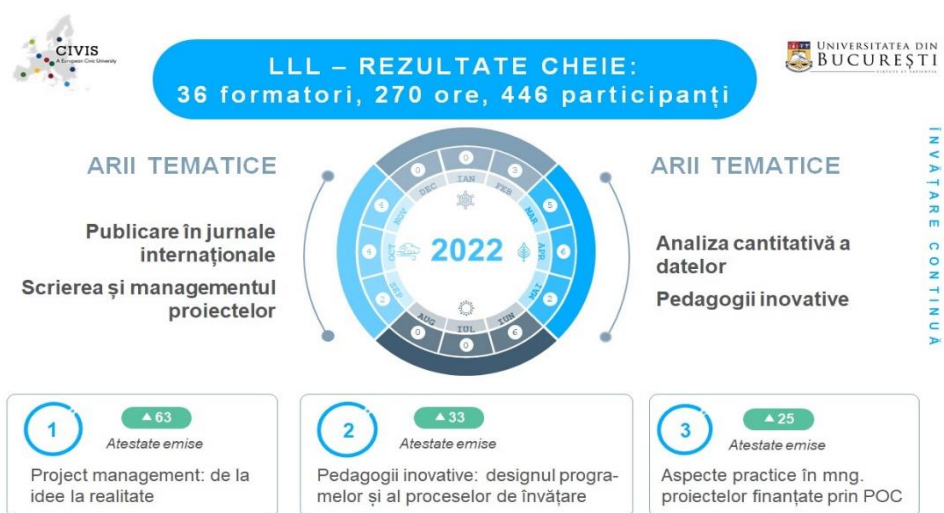 CIVIS
A European Civic University
LLL – REZULTATE CHEIE:
36 formatori, 270 ore, 446 participanți
UNIVERSITATEA DIN
BUCUREȘTI
VIRTUTE ET SAPIENTIA
ARII TEMATICE
Publicare în jurnale
internaționale
Scrierea și managementul
proiectelor
2022
IAN
0
FEB
3
MAR
5
APR
6
MAI
2
IUN
6
IUL
0
AUG
0
SEP
2
OCT
4
NOV
4
DEC
0
ARII TEMATICE
Analiza cantitativă a
datelor
Pedagogii inovative
ÎNVĂȚARE CONTINUĂ
1
▲63
Atestate emise
Project management: de la
idee la realitate
2
▲33
Atestate emise
Pedagogii inovative: designul progra-
melor și al proceselor de învățare
3
▲25
Atestate emise
Aspecte practice în mng.
proiectelor finanțate prin POC